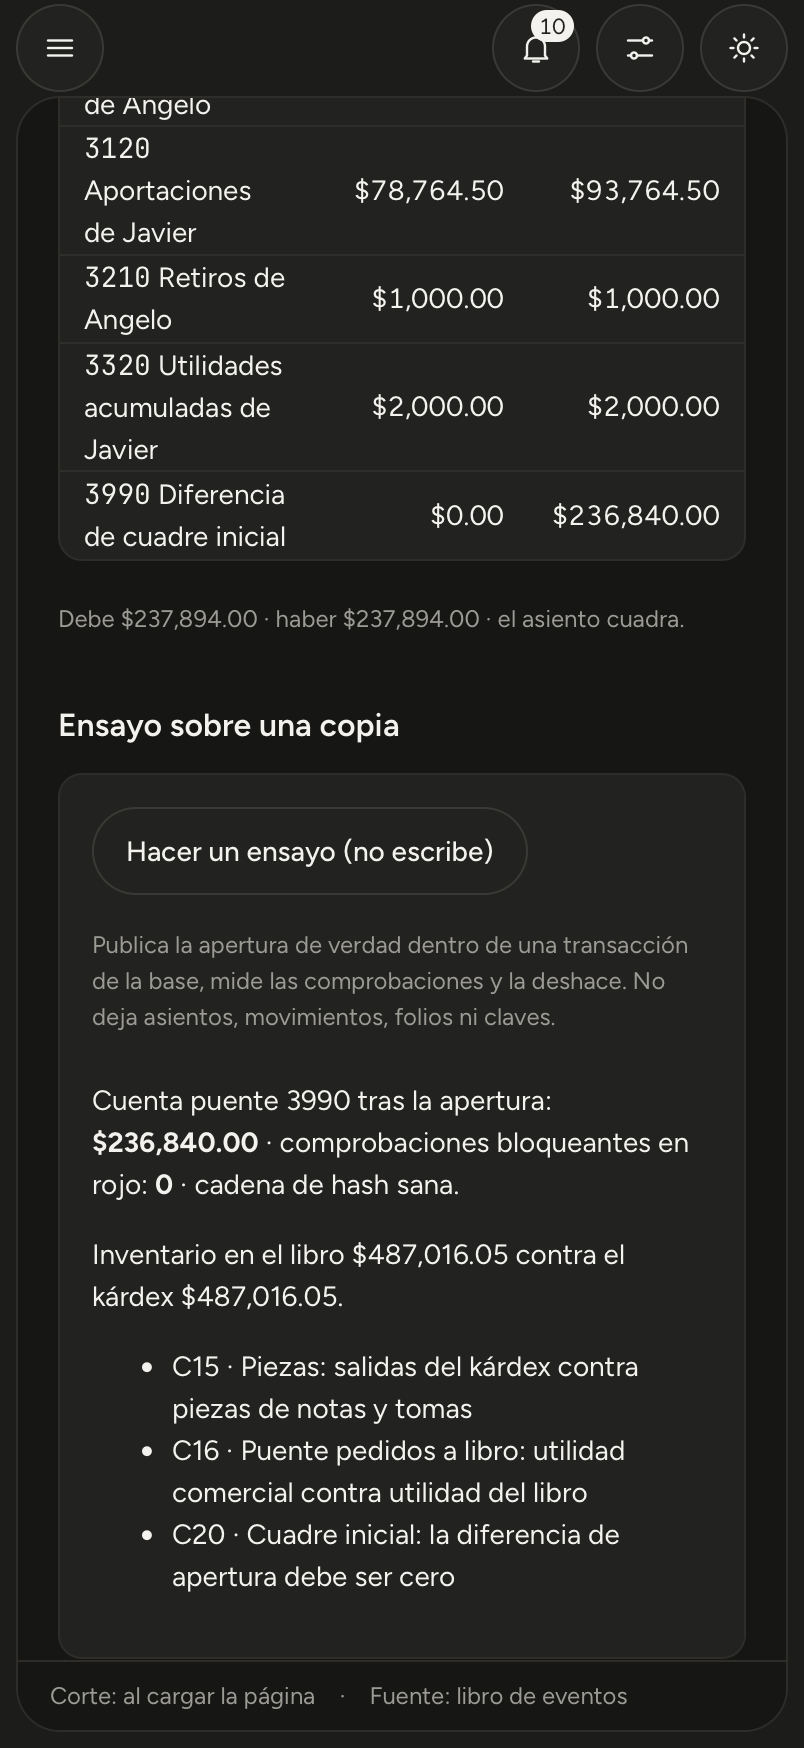 10
de Angelo
3120
Aportaciones
de Javier
$78,764.50 $93,764.50
3210 Retiros de
Angelo
$1,000.00 $1,000.00
3320 Utilidades
acumuladas de
Javier
$2,000.00 $2,000.00
3990 Diferencia
de cuadre inicial
$0.00 $236,840.00
Debe $237,894.00 · haber $237,894.00 · el asiento cuadra.
Ensayo sobre una copia
Hacer un ensayo (no escribe)
Publica la apertura de verdad dentro de una transacción
de la base, mide las comprobaciones y la deshace. No
deja asientos, movimientos, folios ni claves.
Cuenta puente 3990 tras la apertura:
$236,840.00 · comprobaciones bloqueantes en
rojo: 0 · cadena de hash sana.
Inventario en el libro $487,016.05 contra el
kárdex $487,016.05.
• C15 · Piezas: salidas del kárdex contra
piezas de notas y tomas
• C16 · Puente pedidos a libro: utilidad
comercial contra utilidad del libro
• C20 · Cuadre inicial: la diferencia de
apertura debe ser cero
Corte: al cargar la página · Fuente: libro de eventos